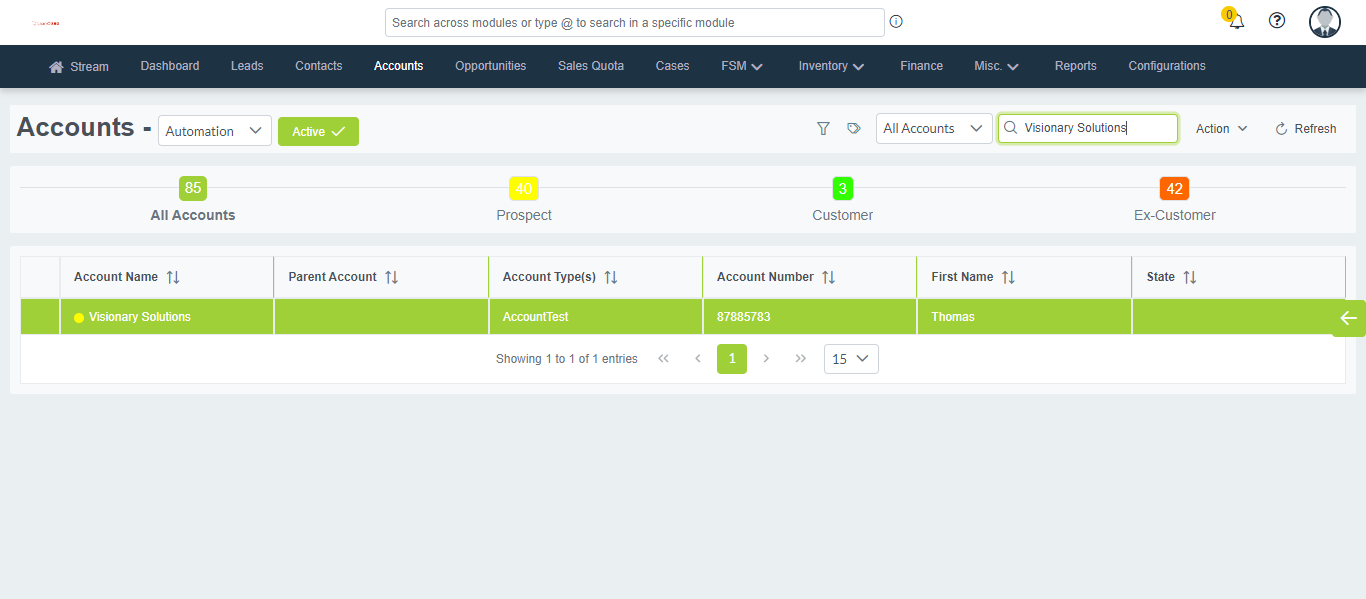 Search across modules or type @ to search in a specific module
0
Stream Dashboard Leads Contacts Accounts Opportunities Sales Quota Cases FSM Inventory Finance Misc. Reports Configurations
Accounts - Automation Active All Accounts Visionary Solutions Action Refresh
85 40 3 42
All Accounts Prospect Customer Ex-Customer
Account Name Parent Account Account Type(s) Account Number First Name State
Visionary Solutions AccountTest 87885783 Thomas
Showing 1 to 1 of 1 entries 1 15